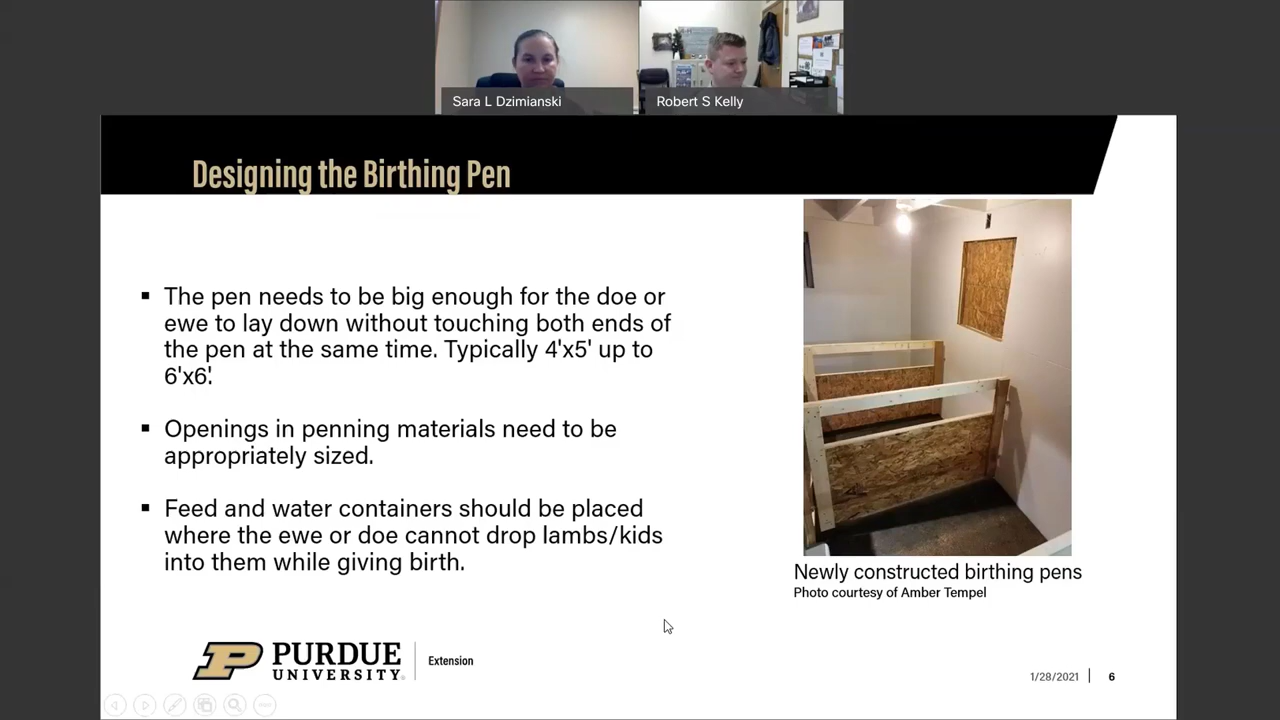 Sara L Dzimianski
Robert S Kelly
Designing the Birthing Pen
▪ The pen needs to be big enough for the doe or
ewe to lay down without touching both ends of
the pen at the same time. Typically 4'x5' up to
6'x6'.
▪ Openings in penning materials need to be
appropriately sized.
▪ Feed and water containers should be placed
where the ewe or doe cannot drop lambs/kids
into them while giving birth.
Newly constructed birthing pens
Photo courtesy of Amber Tempel
P PURDUE
UNIVERSITY®
Extension
1/28/2021 | 6